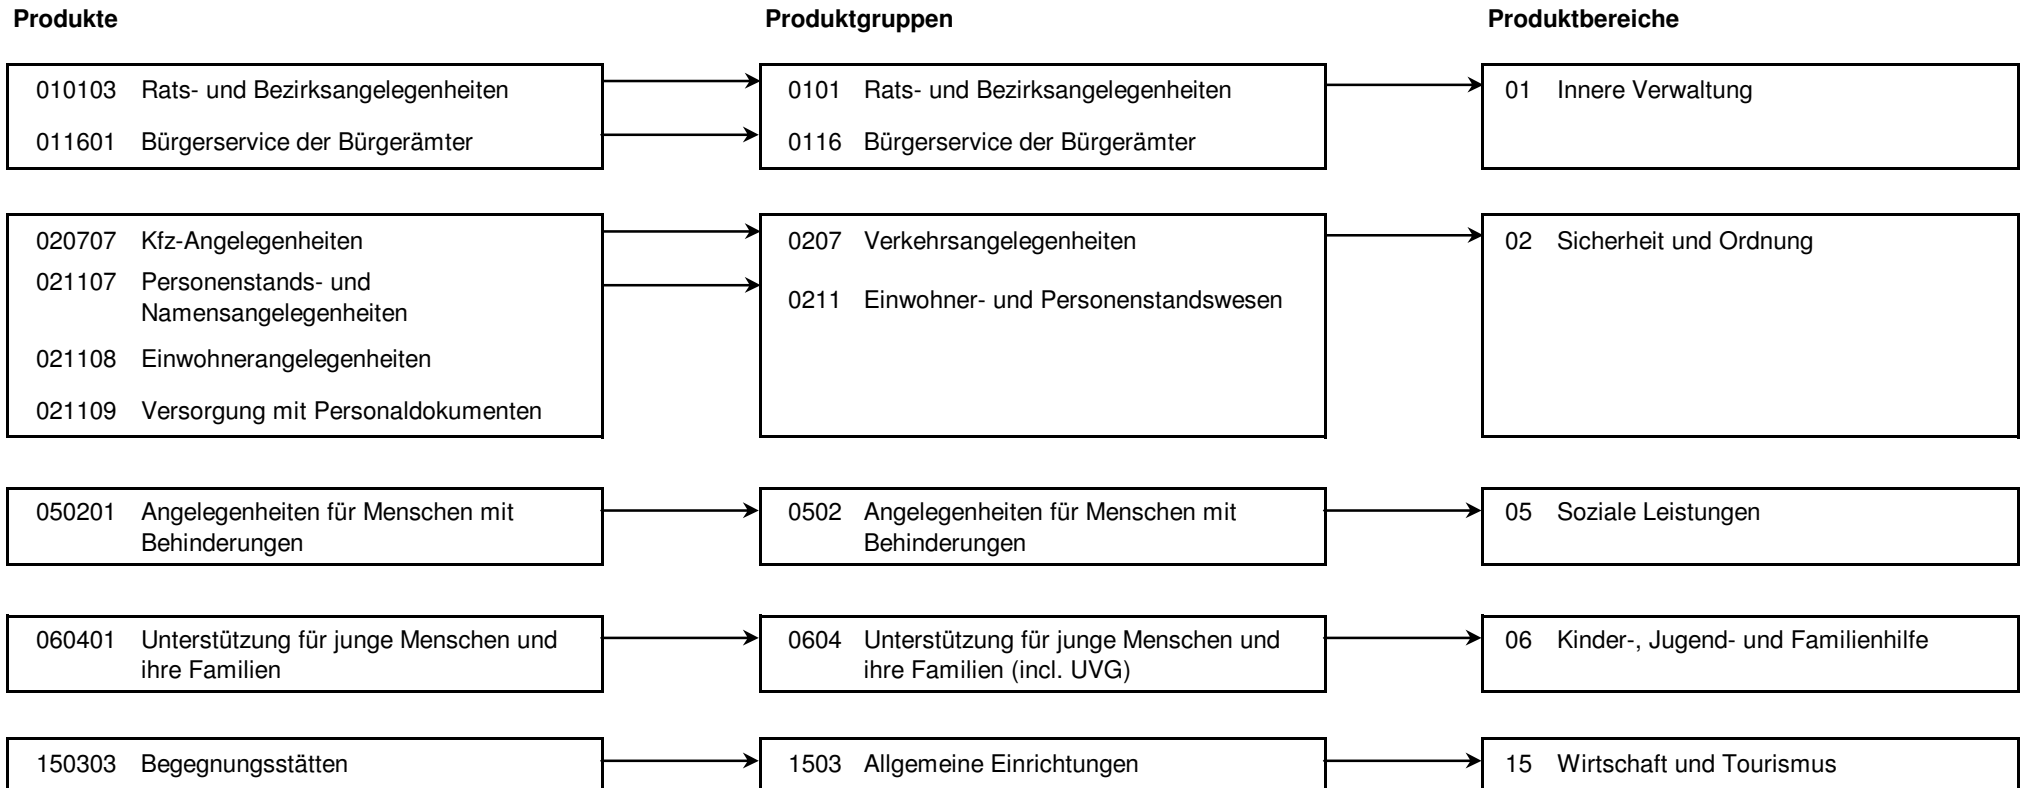 Produkte Produktgruppen Produktbereiche
010103 Rats- und Bezirksangelegenheiten 0101 Rats- und Bezirksangelegenheiten 01 Innere Verwaltung
011601 Bürgerservice der Bürgerämter 0116 Bürgerservice der Bürgerämter
020707 Kfz-Angelegenheiten 0207 Verkehrsangelegenheiten 02 Sicherheit und Ordnung
021107 Personenstands- und
Namensangelegenheiten
0211 Einwohner- und Personenstandswesen
021108 Einwohnerangelegenheiten
021109 Versorgung mit Personaldokumenten
050201 Angelegenheiten für Menschen mit 0502 Angelegenheiten für Menschen mit 05 Soziale Leistungen
Behinderungen Behinderungen
060401 Unterstützung für junge Menschen und 0604 Unterstützung für junge Menschen und 06 Kinder-, Jugend- und Familienhilfe
ihre Familien ihre Familien (incl. UVG)
150303 Begegnungsstätten 1503 Allgemeine Einrichtungen 15 Wirtschaft und Tourismus